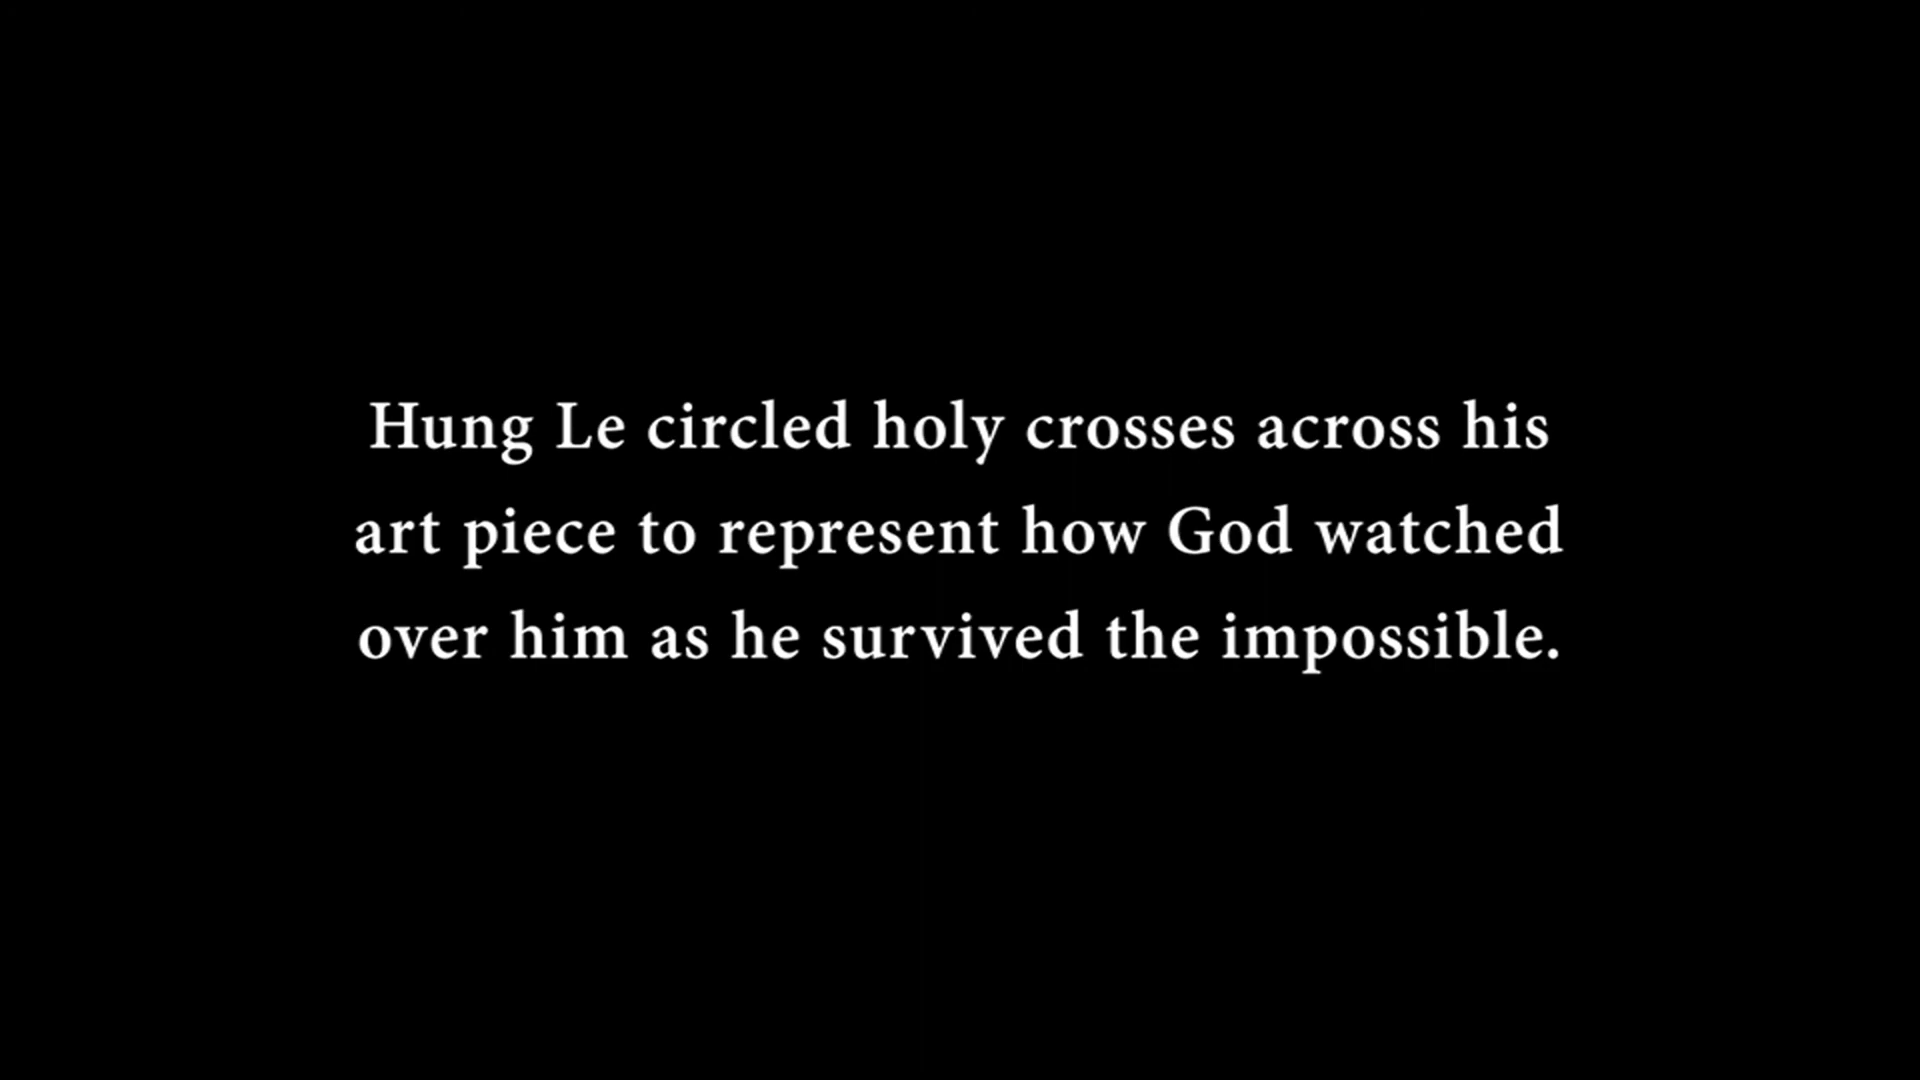 Hung Le circled holy crosses across his
art piece to represent how God watched
over him as he survived the impossible.